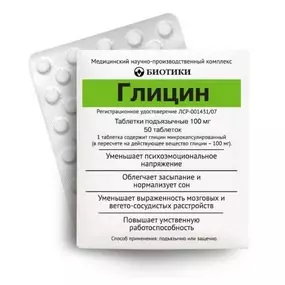 Медицинский научно-производственный комплекс
БИОТИКИ
Глицин
Регистрационное удостоверение ЛСР-001431/07
Таблетки подъязычные 100 мг
50 таблеток
1 таблетка содержит глицин микрокапсулированный
(в пересчете на действующее вещество глицин – 100 мг).
Уменьшает психоэмоциональное
напряжение
Облегчает засыпание и
нормализует сон
Уменьшает выраженность мозговых и
вегето-сосудистых расстройств
Повышает умственную
работоспособность
Способ применения: подъязычно или защечно.